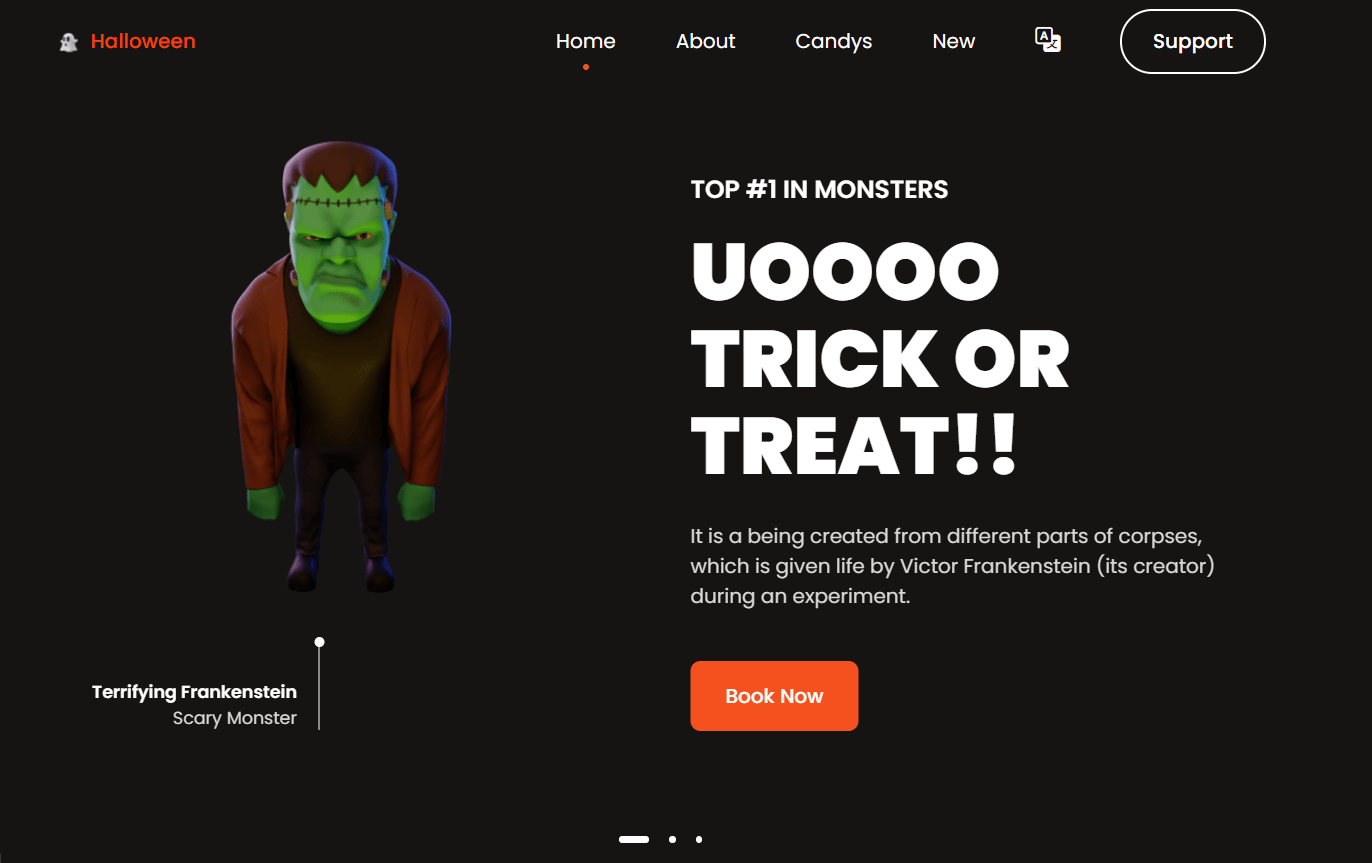 Halloween
Home
About
Candys
New
Support
TOP #1 IN MONSTERS
UOOOO
TRICK OR
TREAT!!
It is a being created from different parts of corpses,
which is given life by Victor Frankenstein (its creator)
during an experiment.
Book Now
Terrifying Frankenstein
Scary Monster